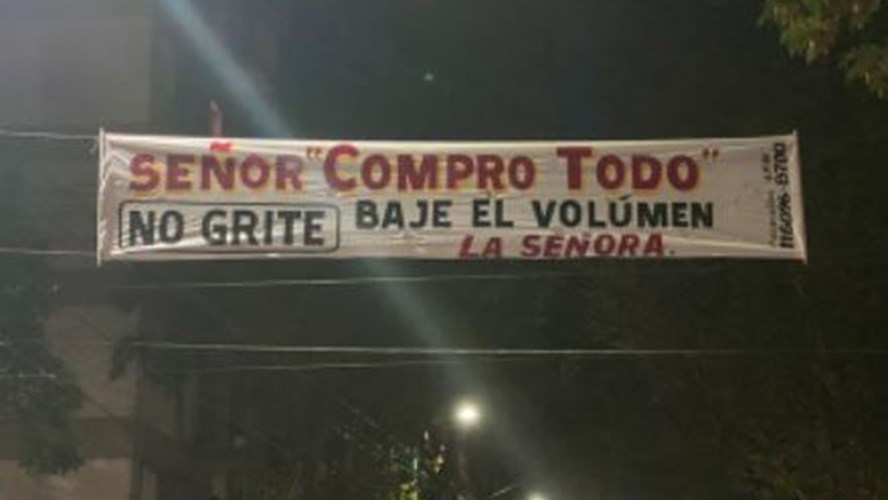 SEÑOR "COMPRO TODO"
NO GRITE BAJE EL VOLÚMEN
LA SEÑORA.